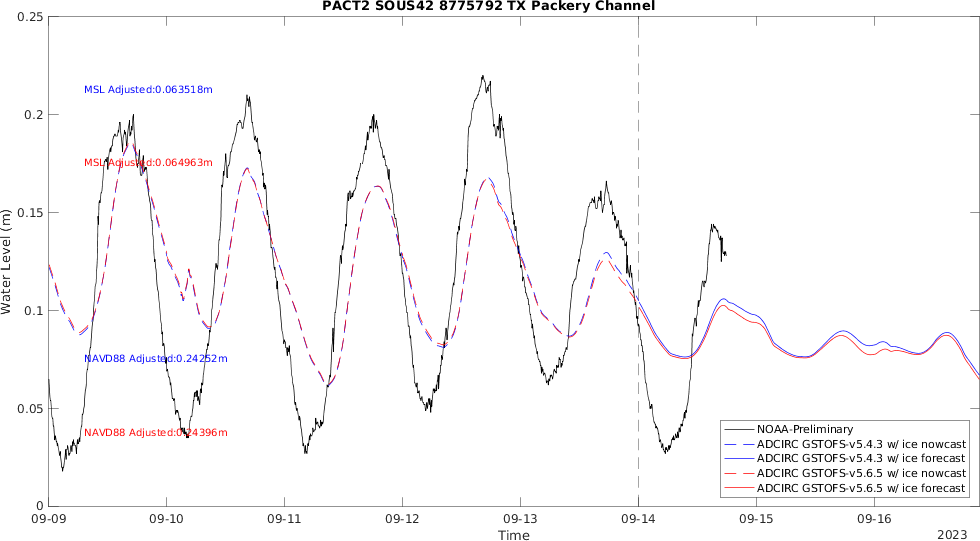 PACT2 SOUS42 8775792 TX Packery Channel
0.25
0.2
0.15
0.1
0.05
0
Water Level (m)
MSL Adjusted:0.063518m
MSL Adjusted:0.064963m
NAVD88 Adjusted:0.24252m
NAVD88 Adjusted:0.24396m
NOAA-Preliminary
ADCIRC GSTOFS-v5.4.3 w/ ice nowcast
ADCIRC GSTOFS-v5.4.3 w/ ice forecast
ADCIRC GSTOFS-v5.6.5 w/ ice nowcast
ADCIRC GSTOFS-v5.6.5 w/ ice forecast
09-09 09-10 09-11 09-12 09-13 09-14 09-15 09-16
Time
2023